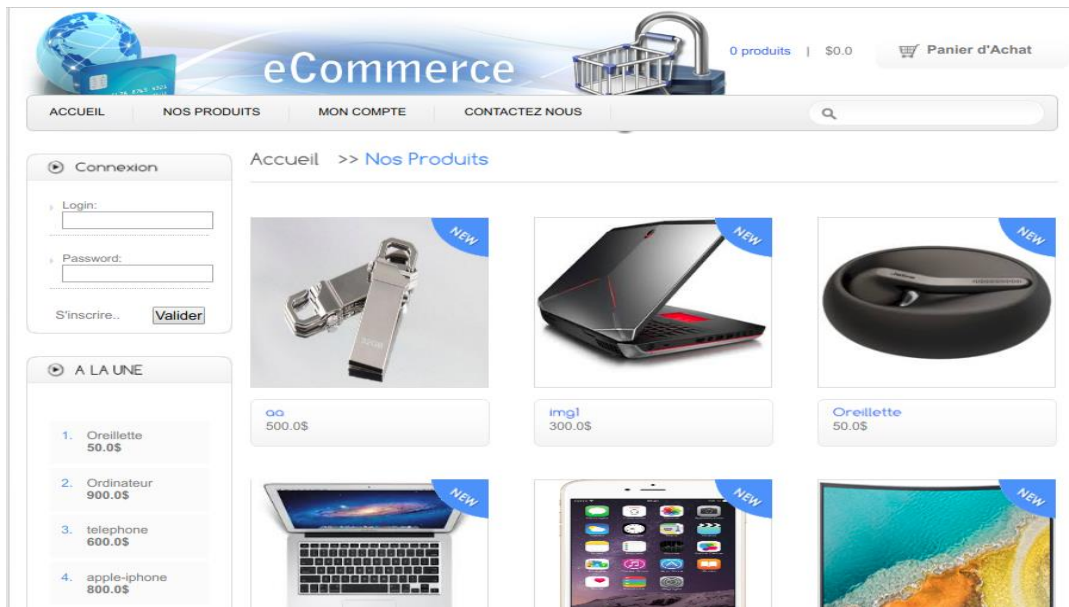 eCommerce
0 produits | $0.0 Panier d'Achat
ACCUEIL NOS PRODUITS MON COMPTE CONTACTEZ NOUS
Connexion
Login:
Password:
S'inscrire.. Valider
A LA UNE
1. Oreillette
50.0$
2. Ordinateur
900.0$
3. telephone
600.0$
4. apple-iphone
800.0$
Accueil >> Nos Produits
NEW
NEW
NEW
32GB
Jabra
aa
500.0$
img1
300.0$
Oreillette
50.0$
NEW
NEW
NEW